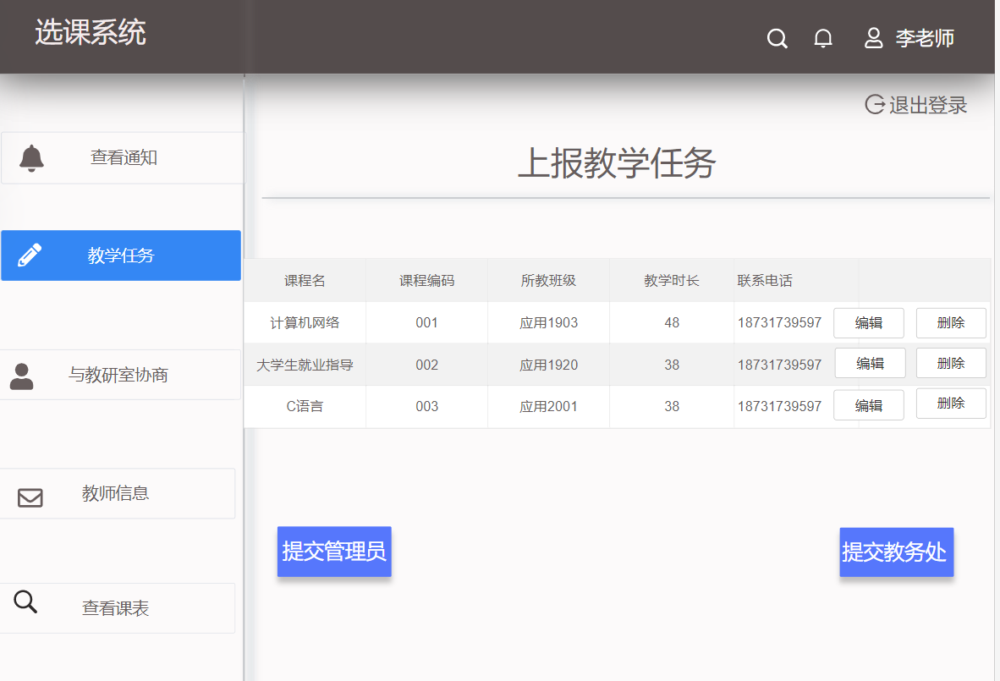 选课系统
李老师
退出登录
查看通知
上报教学任务
教学任务
课程名 课程编码 所教班级 教学时长 联系电话
计算机网络 001 应用1903 48 18731739597 编辑 删除
大学生就业指导 002 应用1920 38 18731739597 编辑 删除
C语言 003 应用2001 38 18731739597 编辑 删除
与教研室协商
教师信息
提交管理员 提交教务处
查看课表